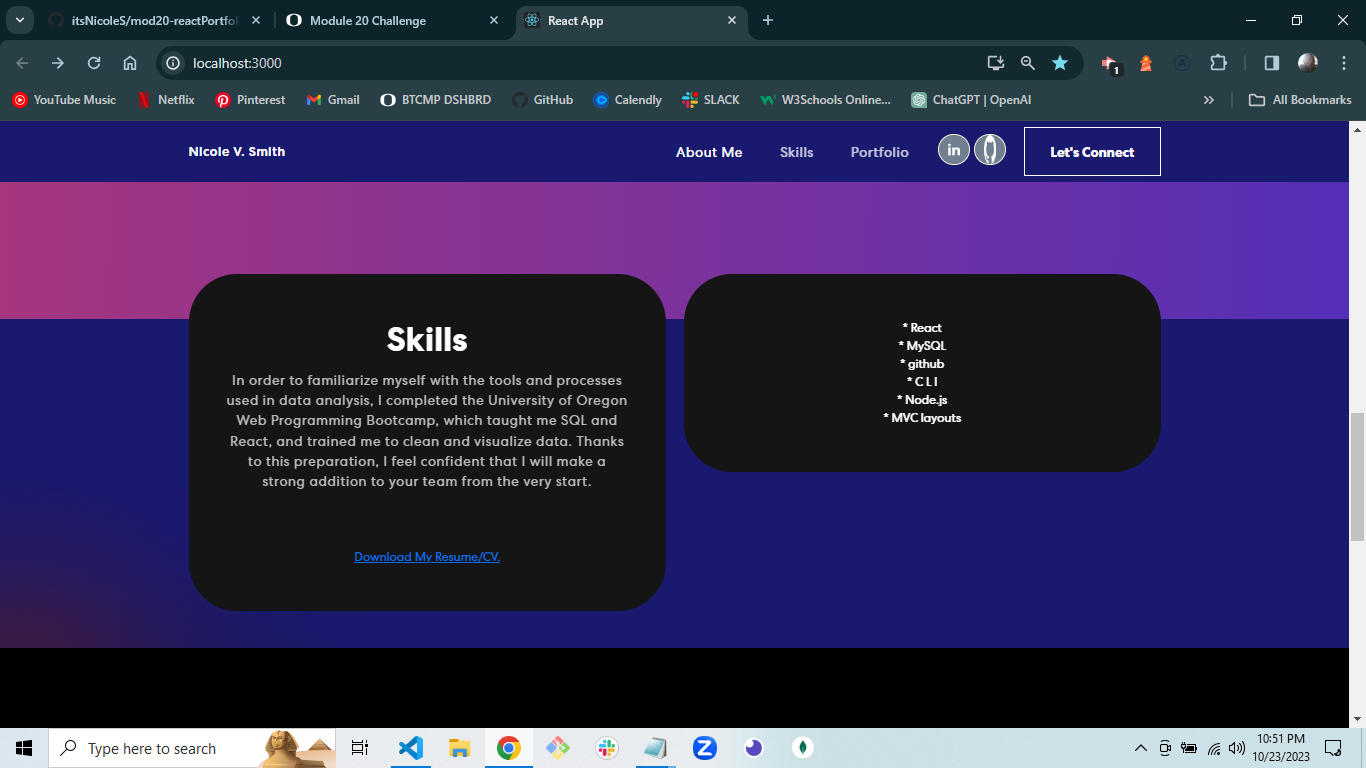 itsNicoleS/mod20-reactPortfol
Module 20 Challenge
React App
localhost:3000
1
YouTube Music
Netflix
Pinterest
Gmail
BTCMP DSHBRD
GitHub
Calendly
SLACK
W3Schools Online...
ChatGPT | OpenAI
All Bookmarks
Nicole V. Smith
About Me
Skills
Portfolio
in
Let's Connect
Skills
In order to familiarize myself with the tools and processes
used in data analysis, I completed the University of Oregon
Web Programming Bootcamp, which taught me SQL and
React, and trained me to clean and visualize data. Thanks
to this preparation, I feel confident that I will make a
strong addition to your team from the very start.
Download My Resume/CV.
* React
* MySQL
* github
* C L I
* Node.js
* MVC layouts
Type here to search
10:51 PM
10/23/2023